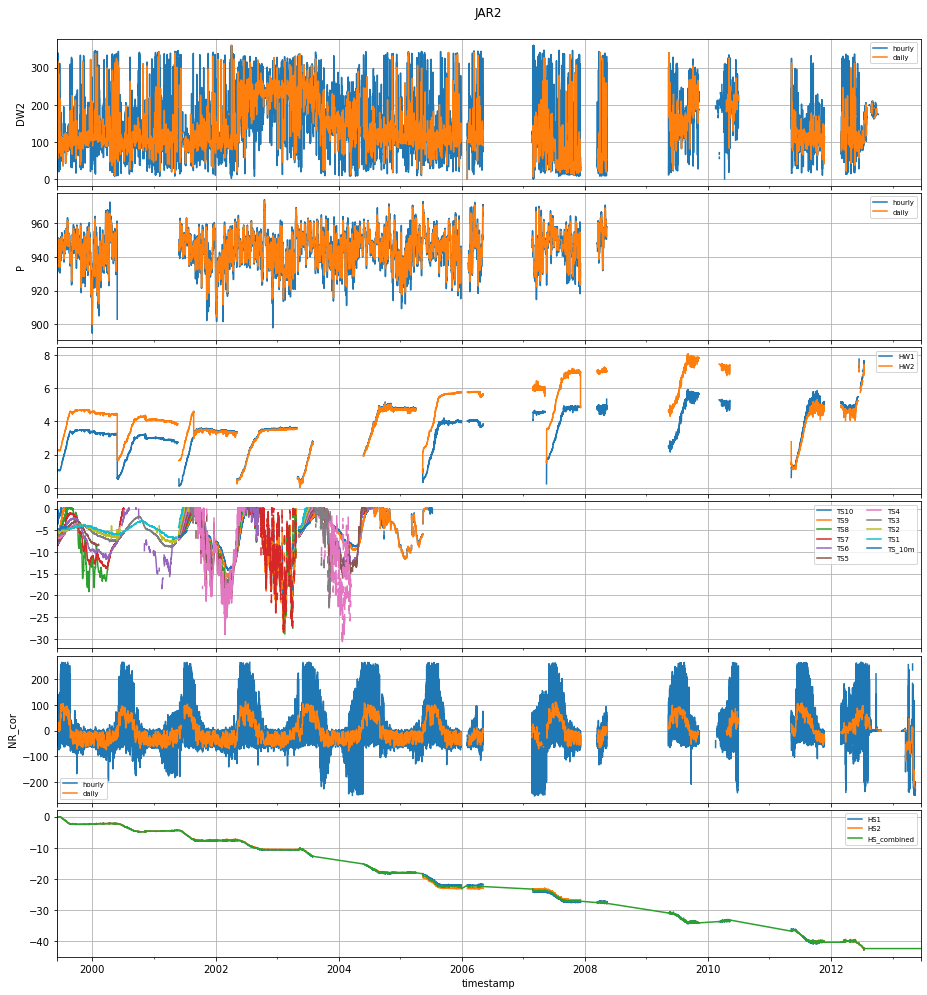 JAR2
DW2
300
200
100
0
hourly
daily
P
960
940
920
900
hourly
daily
8
6
4
2
0
HW1
HW2
0
−5
−10
−15
−20
−25
−30
TS10 TS4
TS9 TS3
TS8 TS2
TS7 TS1
TS6 TS_10m
TS5
NR_cor
200
100
0
−100
−200
hourly
daily
0
−10
−20
−30
−40
HS1
HS2
HS_combined
2000 2002 2004 2006 2008 2010 2012
timestamp